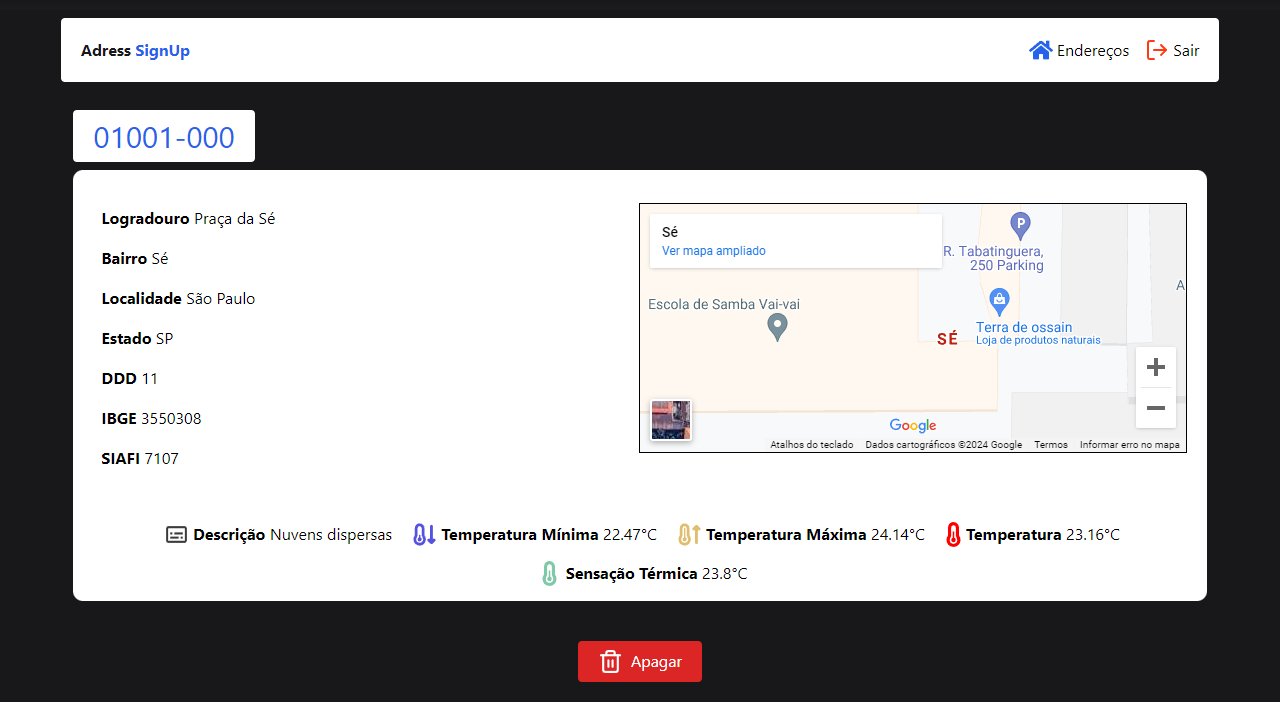 Adress SignUp
Endereços
Sair
01001-000
Logradouro Praça da Sé
Bairro Sé
Localidade São Paulo
Estado SP
DDD 11
IBGE 3550308
SIAFI 7107
Sé
Ver mapa ampliado
P
R. Tabatinguera,
250 Parking
A
Escola de Samba Vai-vai
Terra de ossain
Loja de produtos naturais
SÉ
Google
Atalhos do teclado
Dados cartográficos ©2024 Google
Termos
Informar erro no mapa
Descrição Nuvens dispersas
Temperatura Mínima 22.47°C
Temperatura Máxima 24.14°C
Temperatura 23.16°C
Sensação Térmica 23.8°C
Apagar